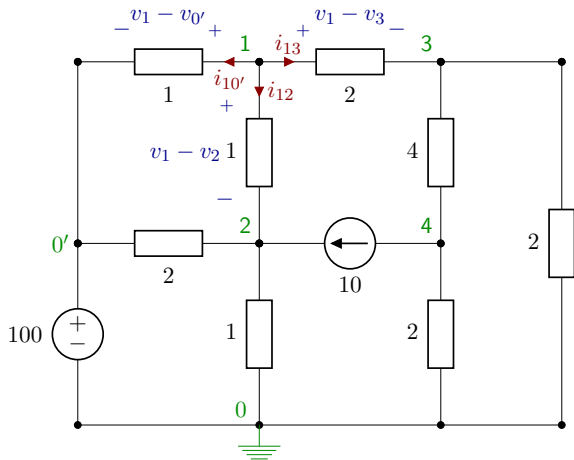 − v₁ − v₀′ + + v₁ − v₃ −
1 i₁₃ 3
i₁₀′ i₁₂
1 + 2
v₁ − v₂ 1 4
−
0′ 2 4
2
2 10
100 + − 1 2
0